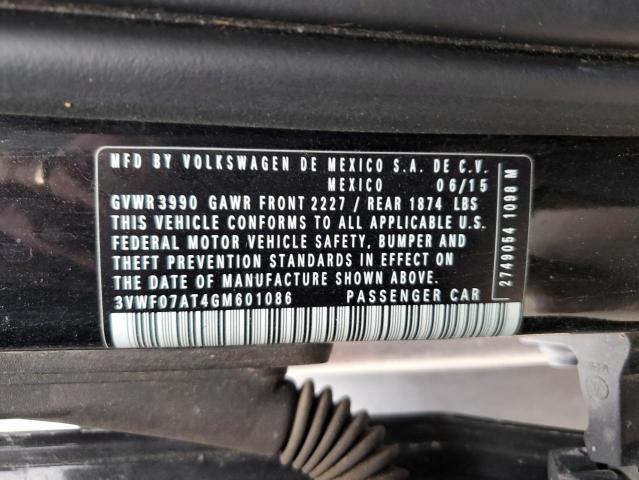 MFD BY VOLKSWAGEN DE MEXICO S.A. DE C.V.
MEXICO 06/15
GVWR 3990 GAWR FRONT 2227 / REAR 1874 LBS
THIS VEHICLE CONFORMS TO ALL APPLICABLE U.S.
FEDERAL MOTOR VEHICLE SAFETY, BUMPER AND
THEFT PREVENTION STANDARDS IN EFFECT ON
THE DATE OF MANUFACTURE SHOWN ABOVE.
3VWF07AT4GM601086 PASSENGER CAR
2749054 1098 M